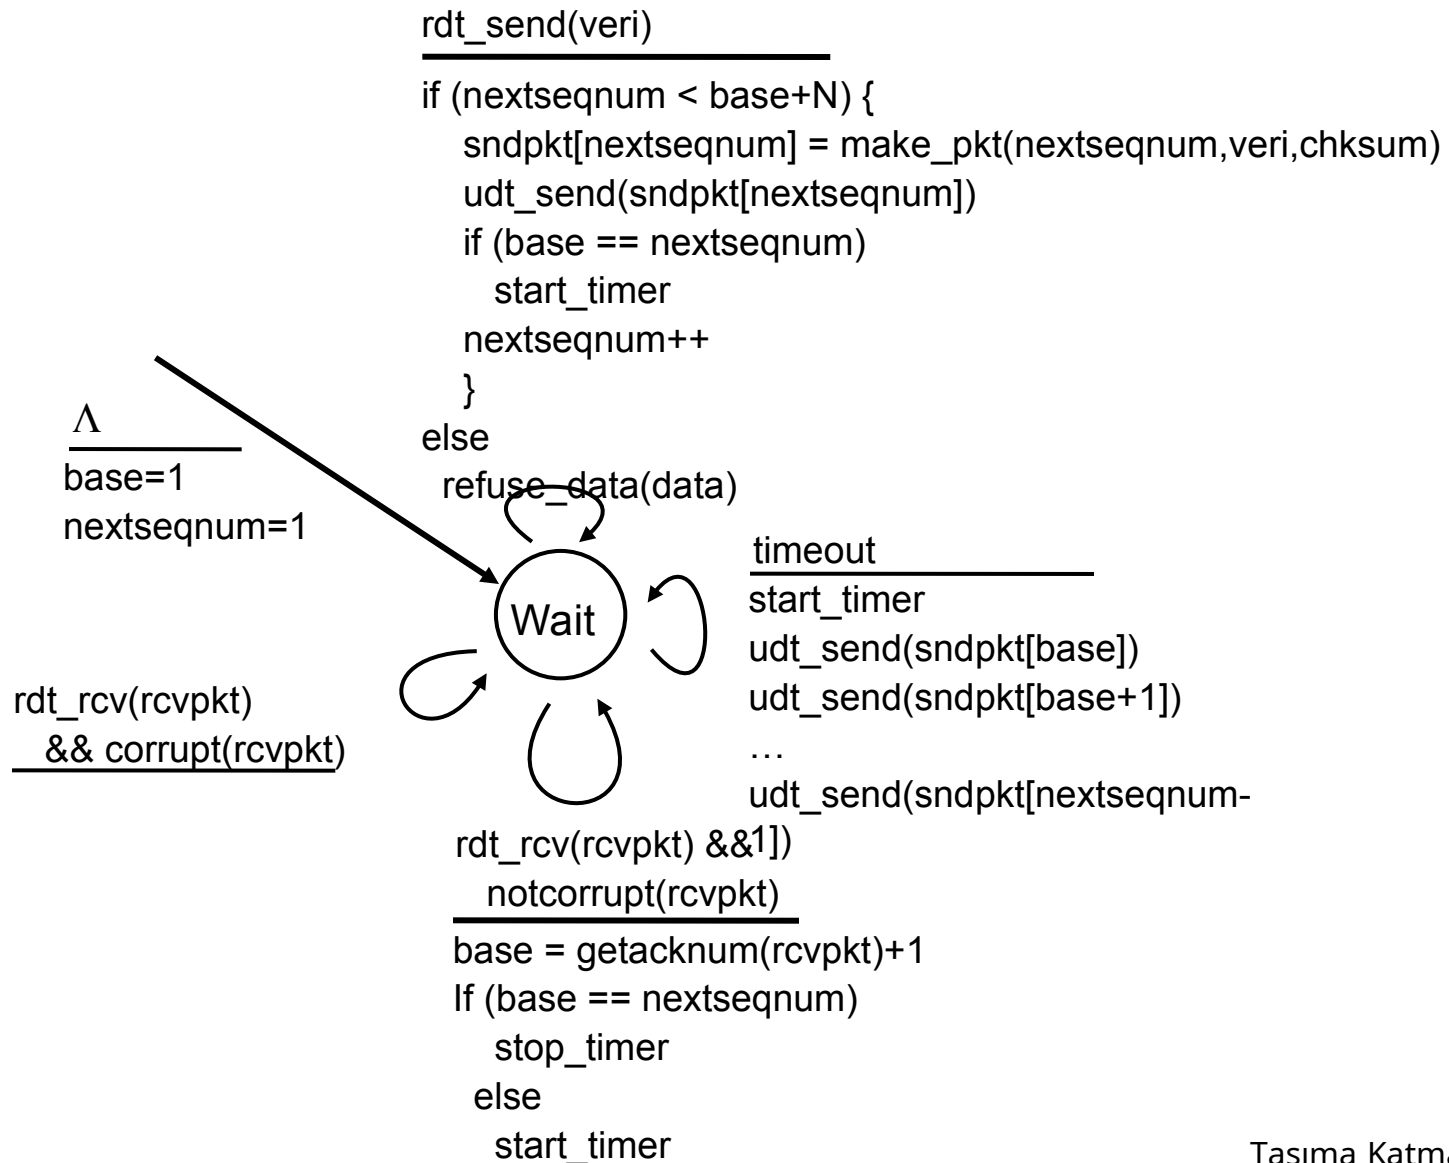 rdt_send(veri)
if (nextseqnum < base+N) {
sndpkt[nextseqnum] = make_pkt(nextseqnum,veri,chksum)
udt_send(sndpkt[nextseqnum])
if (base == nextseqnum)
start_timer
nextseqnum++
}
else
refuse_data(data)
Λ
base=1
nextseqnum=1
Wait
timeout
start_timer
udt_send(sndpkt[base])
udt_send(sndpkt[base+1])
…
udt_send(sndpkt[nextseqnum-
1])
rdt_rcv(rcvpkt)
&& corrupt(rcvpkt)
rdt_rcv(rcvpkt) &&
notcorrupt(rcvpkt)
base = getacknum(rcvpkt)+1
If (base == nextseqnum)
stop_timer
else
start_timer
Taşıma